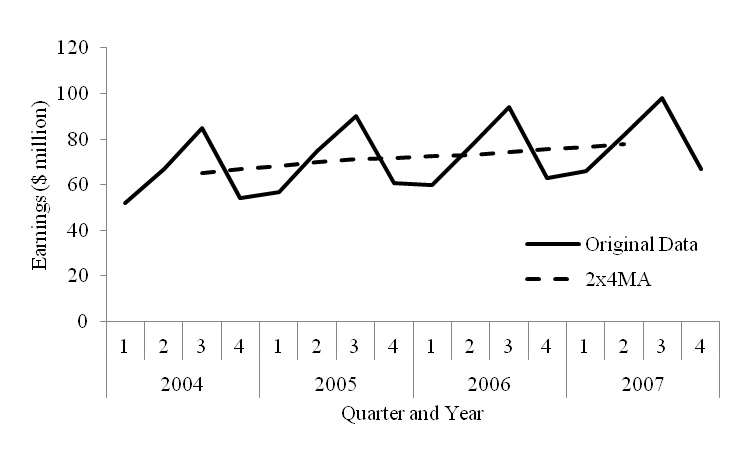 120
100
80
60
40
20
0
Earnings ($ million)
Original Data
2x4MA
1 2 3 4 1 2 3 4 1 2 3 4 1 2 3 4
2004 2005 2006 2007
Quarter and Year